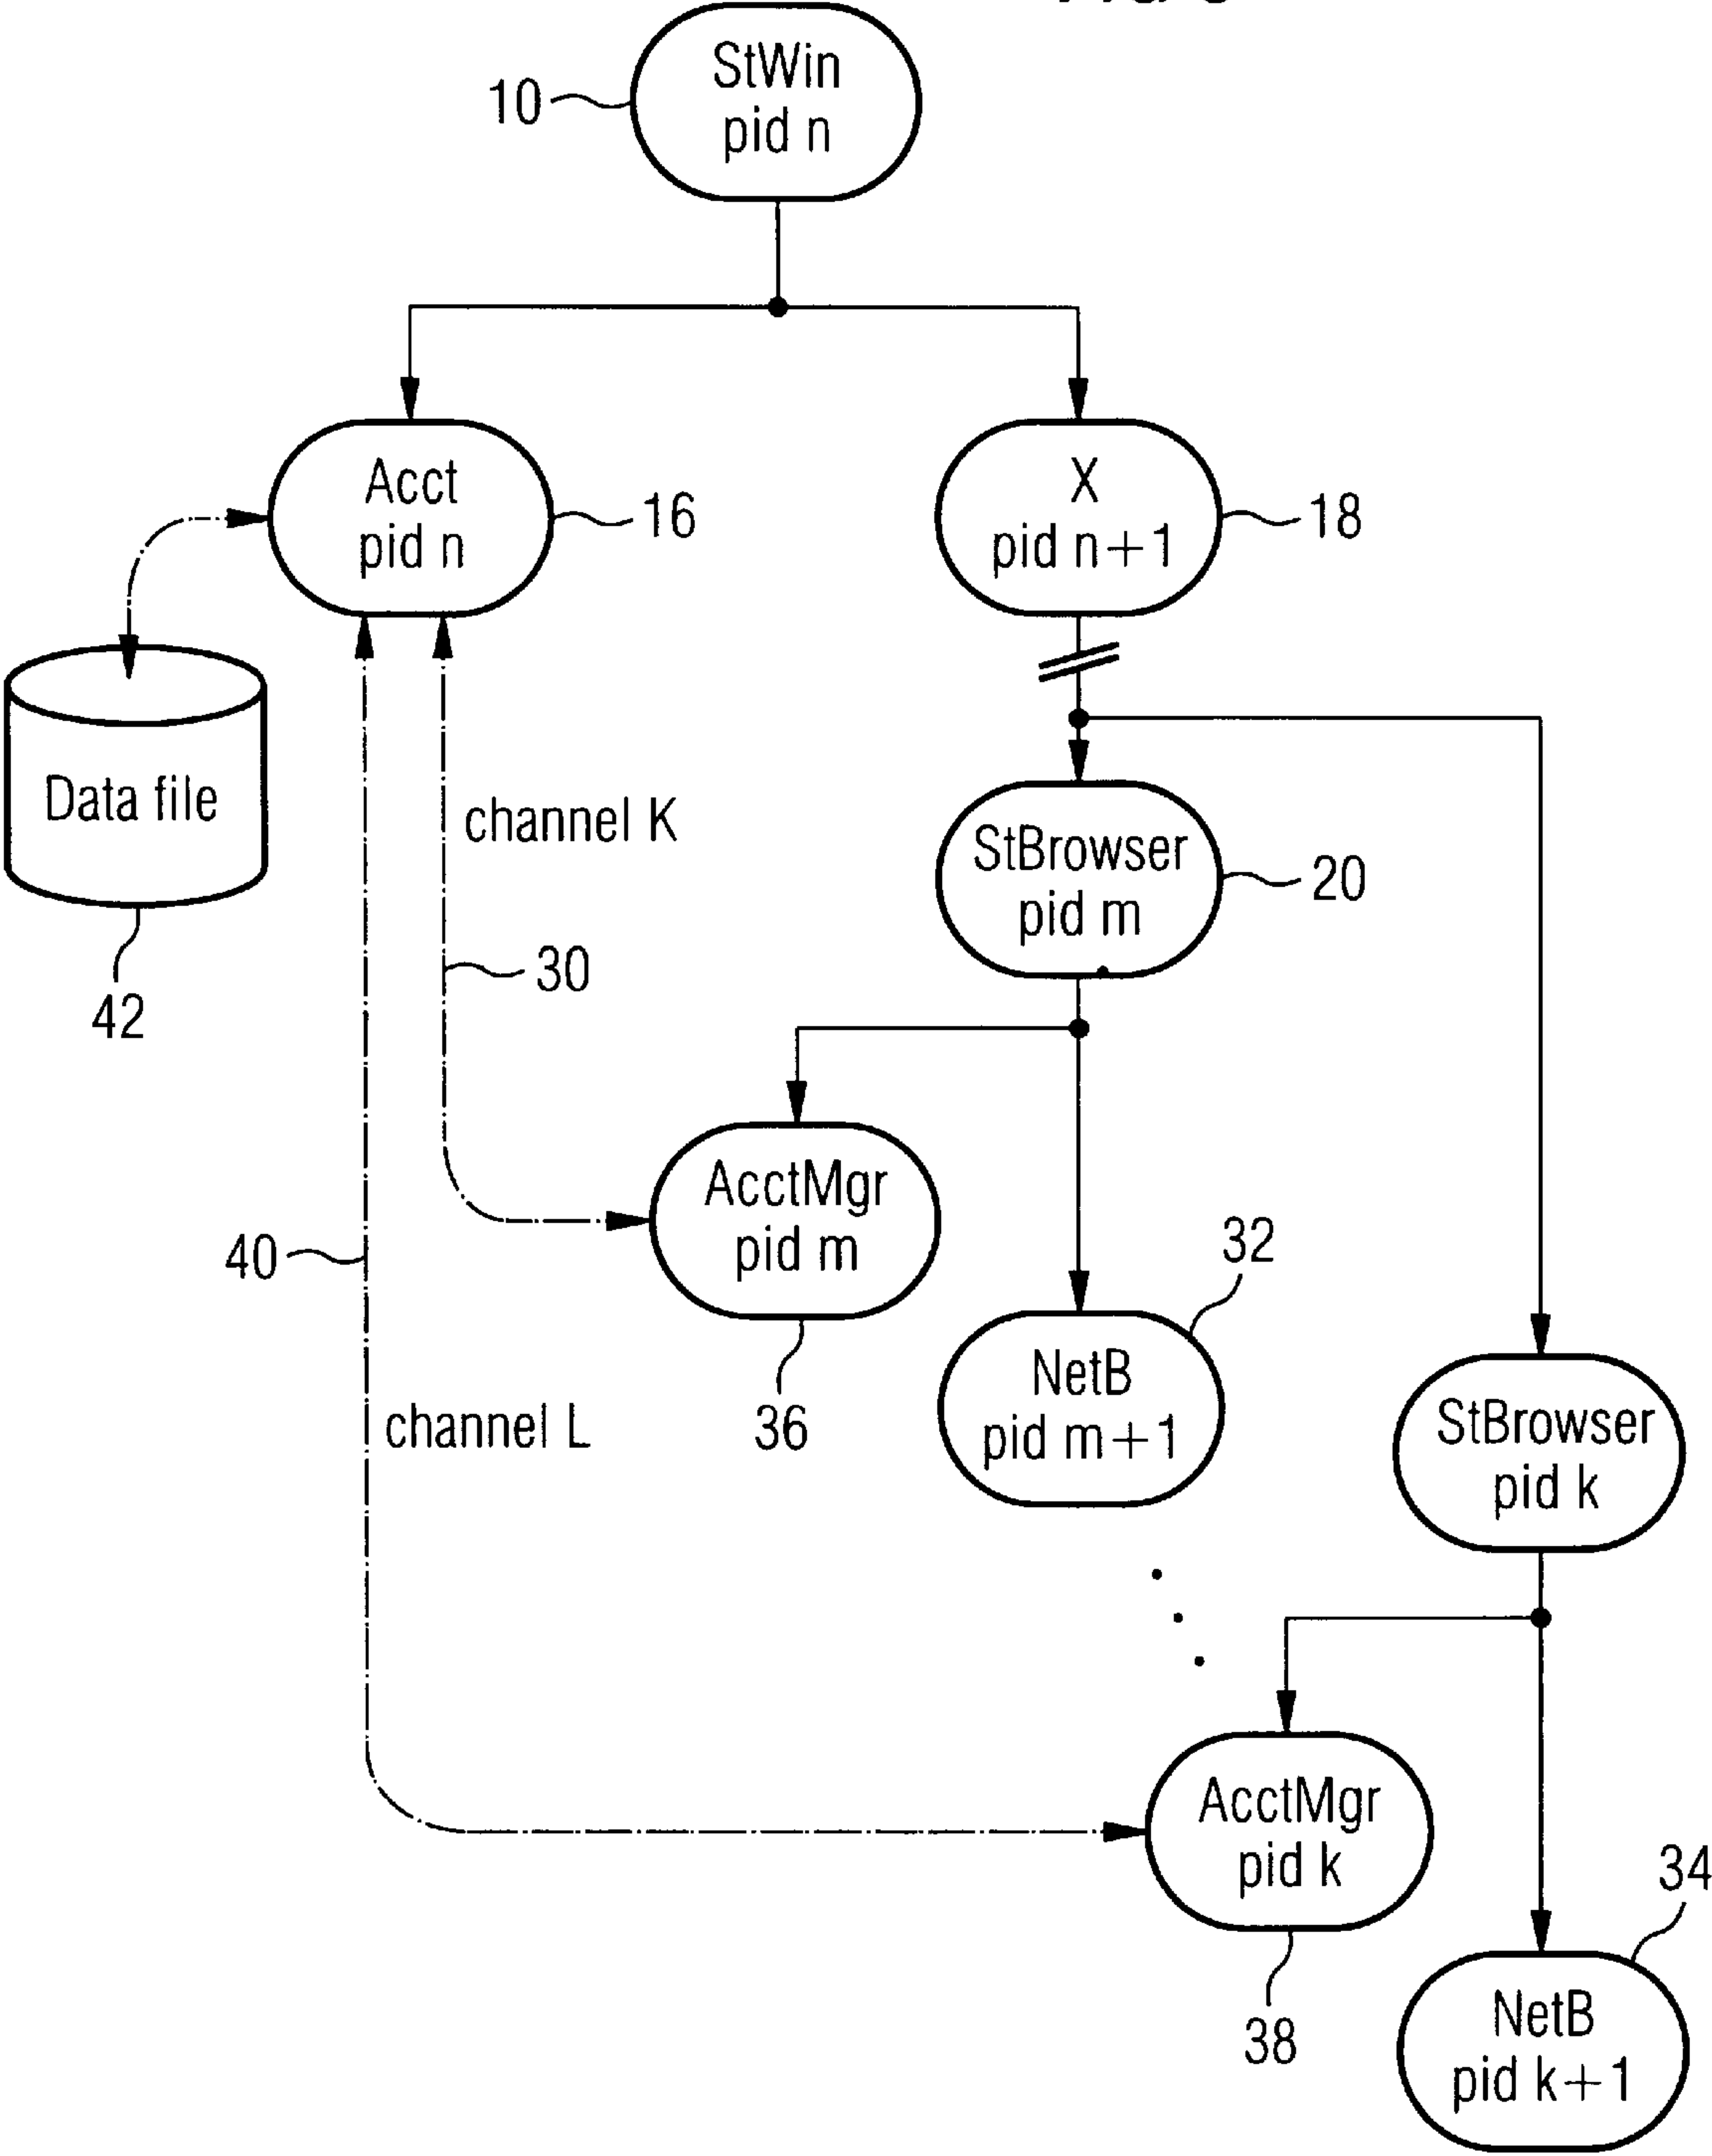 StWin
pid n
10
Acct
pid n
16
X
pid n+1
18
Data file
42
channel K
30
StBrowser
pid m
20
AcctMgr
pid m
36
40
32
NetB
pid m+1
channel L
StBrowser
pid k
AcctMgr
pid k
38
34
NetB
pid k+1